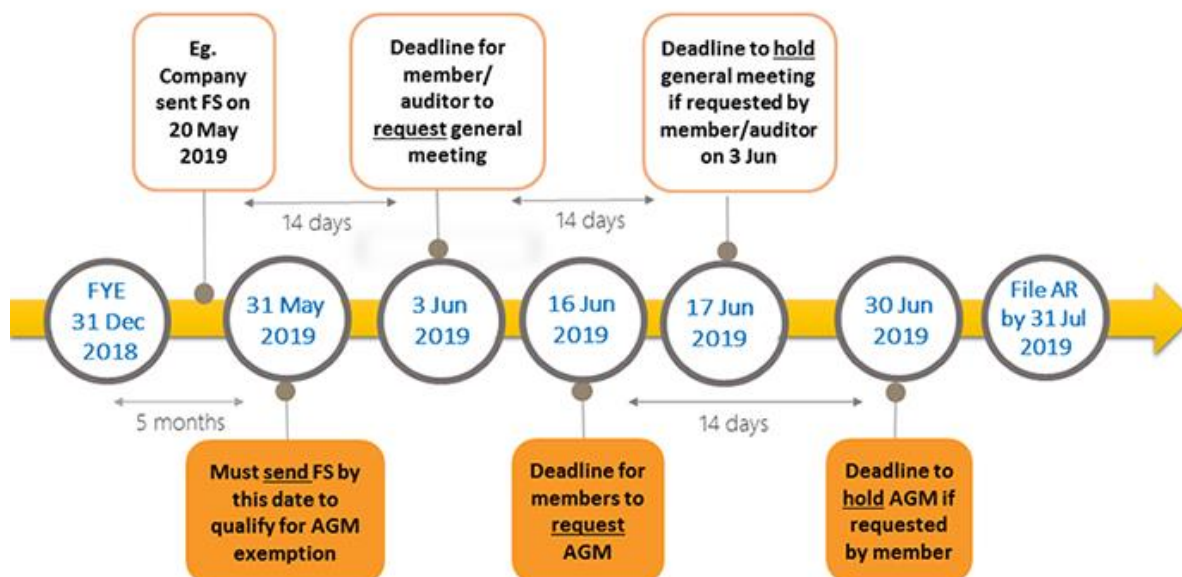 Eg.
Company
sent FS on
20 May
2019
Deadline for
member/
auditor to
request general
meeting
Deadline to hold
general meeting
if requested by
member/auditor
on 3 Jun
14 days
14 days
FYE
31 Dec
2018
31 May
2019
3 Jun
2019
16 Jun
2019
17 Jun
2019
30 Jun
2019
File AR
by 31 Jul
2019
5 months
14 days
Must send FS by
this date to
qualify for AGM
exemption
Deadline for
members to
request
AGM
Deadline to
hold AGM if
requested
by member